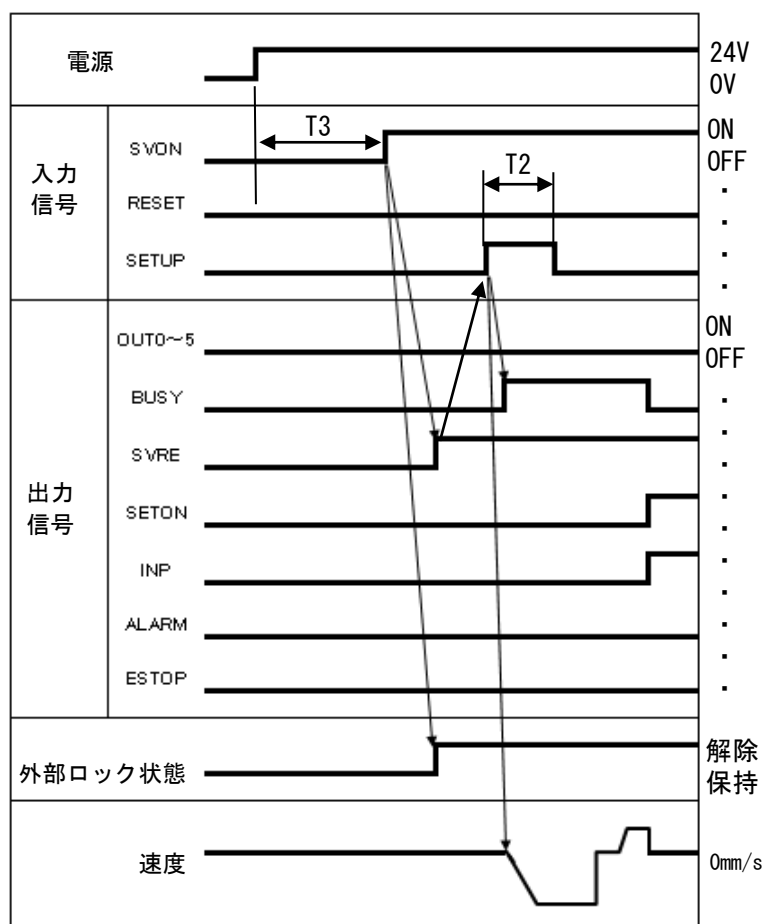 電源
24V
0V
入力
信号
SVON
T3
ON
OFF
RESET
T2
SETUP
出力
信号
OUT0～5
ON
OFF
BUSY
SVRE
SETON
INP
ALARM
ESTOP
外部ロック状態
解除
保持
速度
0mm/s